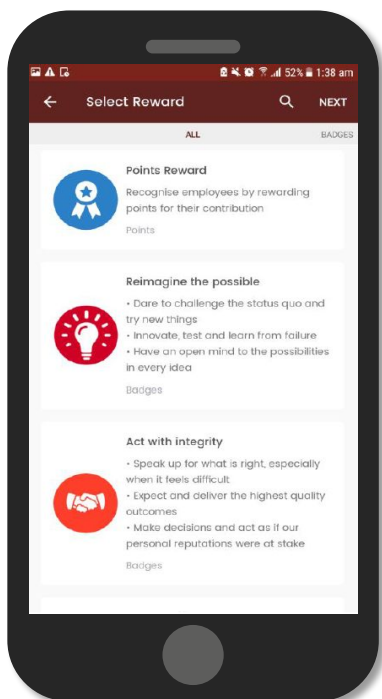 52% 1:38 am
Select Reward NEXT
ALL BADGES
Points Reward
Recognise employees by rewarding
points for their contribution
Points
Reimagine the possible
• Dare to challenge the status quo and
try new things
• Innovate, test and learn from failure
• Have an open mind to the possibilities
in every idea
Badges
Act with integrity
• Speak up for what is right, especially
when it feels difficult
• Expect and deliver the highest quality
outcomes
• Make decisions and act as if our
personal reputations were at stake
Badges